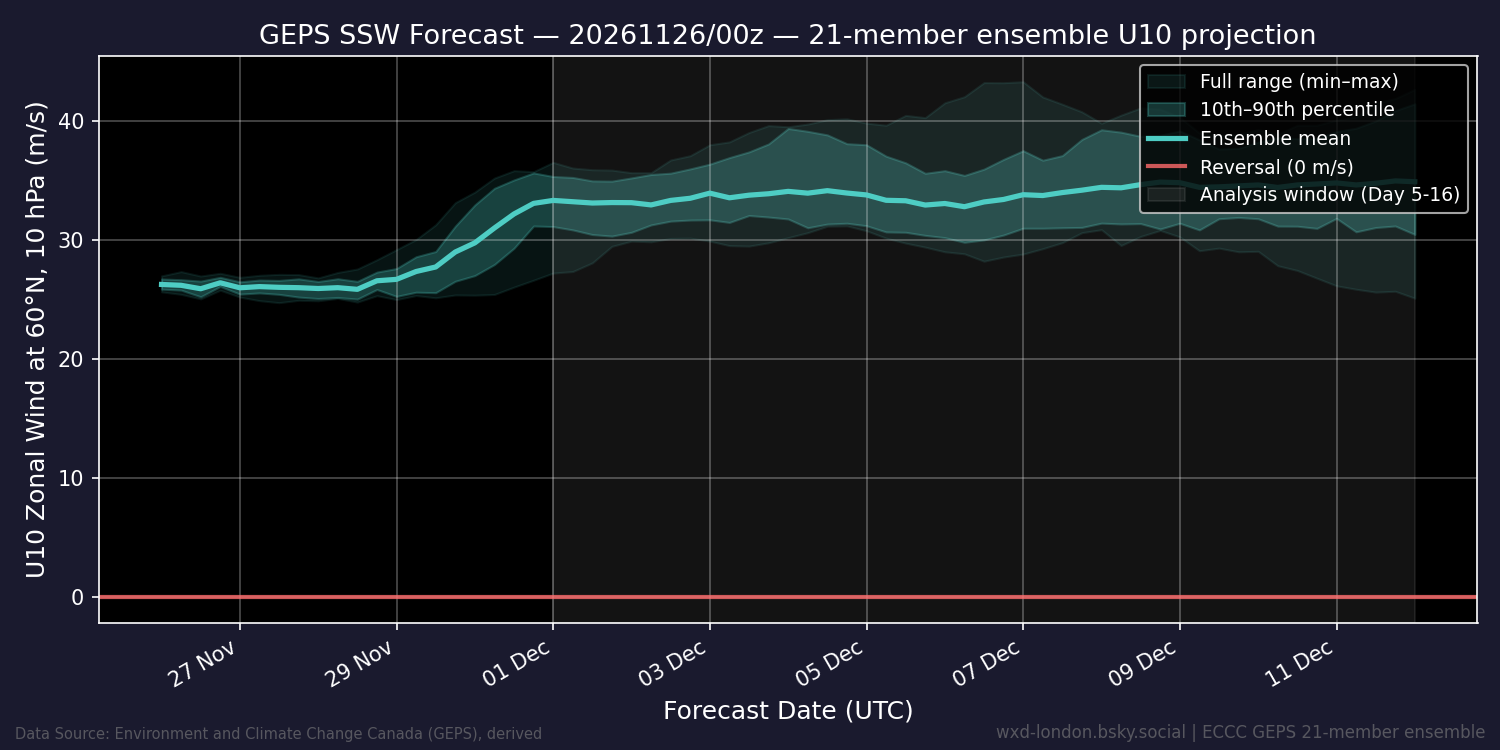 GEPS SSW Forecast — 20261126/00z — 21-member ensemble U10 projection
U10 Zonal Wind at 60°N, 10 hPa (m/s)
40
30
20
10
0
Full range (min–max)
10th–90th percentile
Ensemble mean
Reversal (0 m/s)
Analysis window (Day 5-16)
27 Nov
29 Nov
01 Dec
03 Dec
05 Dec
07 Dec
09 Dec
11 Dec
Forecast Date (UTC)
Data Source: Environment and Climate Change Canada (GEPS), derived
wxd-london.bsky.social | ECCC GEPS 21-member ensemble